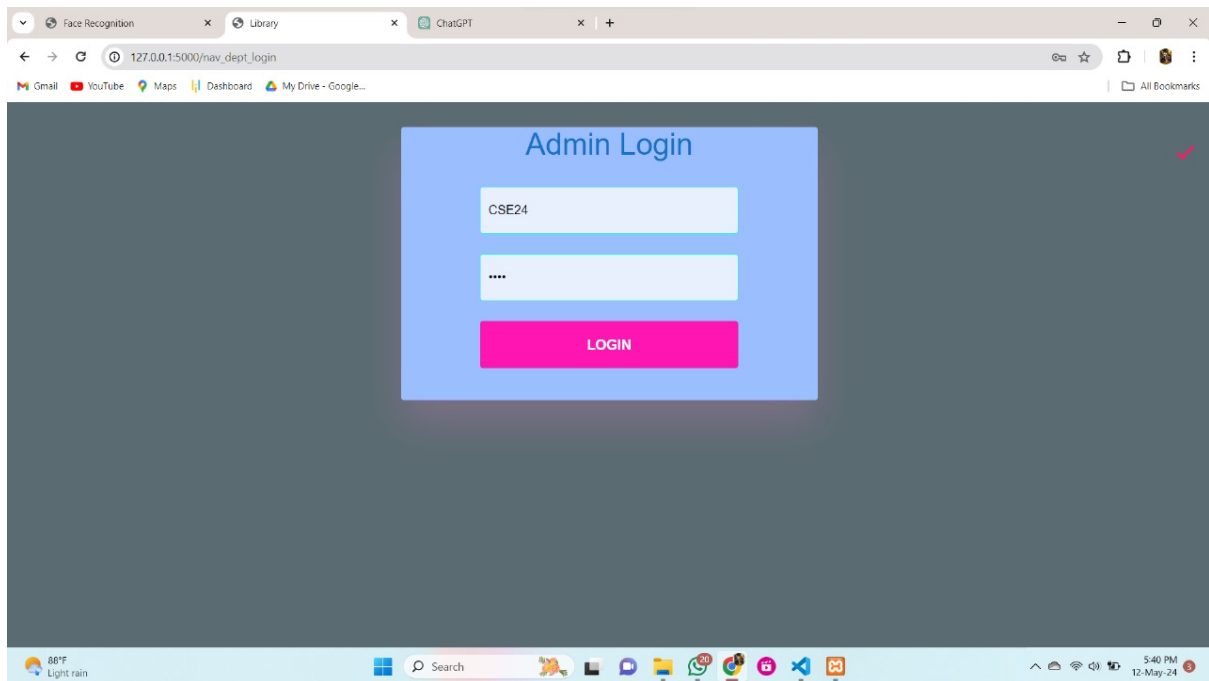 Face Recognition
Library
ChatGPT
127.0.0.1:5000/nav_dept_login
Gmail YouTube Maps Dashboard My Drive - Google... All Bookmarks
Admin Login
CSE24
••••
LOGIN
88°F
Light rain
Search
20
5:40 PM
12-May-24
3